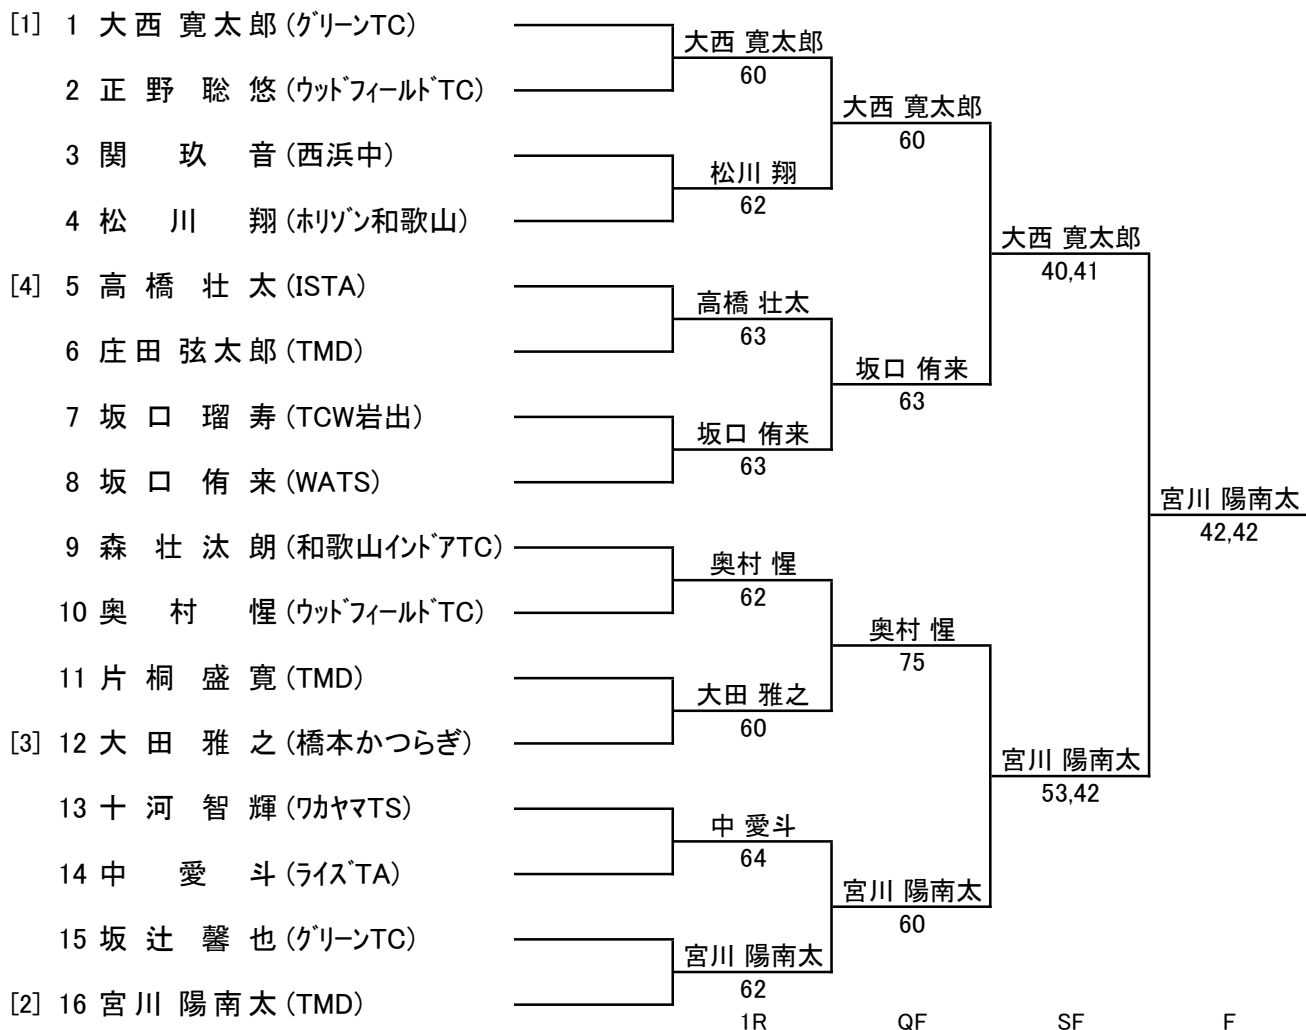 [1] 1 大西 寛太郎 (グリーンTC)
大西 寛太郎
60
2 正野 聡悠 (ウッドフィールドTC)
大西 寛太郎
60
3 関 玖音 (西浜中)
松川 翔
62
4 松川 翔 (ホリゾン和歌山)
大西 寛太郎
40,41
[4] 5 高橋 壮太 (ISTA)
高橋 壮太
63
6 庄田 弦太郎 (TMD)
坂口 侑来
63
7 坂口 瑠寿 (TCW岩出)
坂口 侑来
63
8 坂口 侑来 (WATS)
宮川 陽南太
42,42
9 森 壮汰朗 (和歌山インドアTC)
奥村 惺
62
10 奥村 惺 (ウッドフィールドTC)
奥村 惺
75
11 片桐 盛寛 (TMD)
大田 雅之
60
[3] 12 大田 雅之 (橋本かつらぎ)
宮川 陽南太
53,42
13 十河 智輝 (ワカヤマTS)
中 愛斗
64
14 中 愛斗 (ライズTA)
宮川 陽南太
60
15 坂辻 馨也 (グリーンTC)
宮川 陽南太
62
[2] 16 宮川 陽南太 (TMD)
1R QF SF F